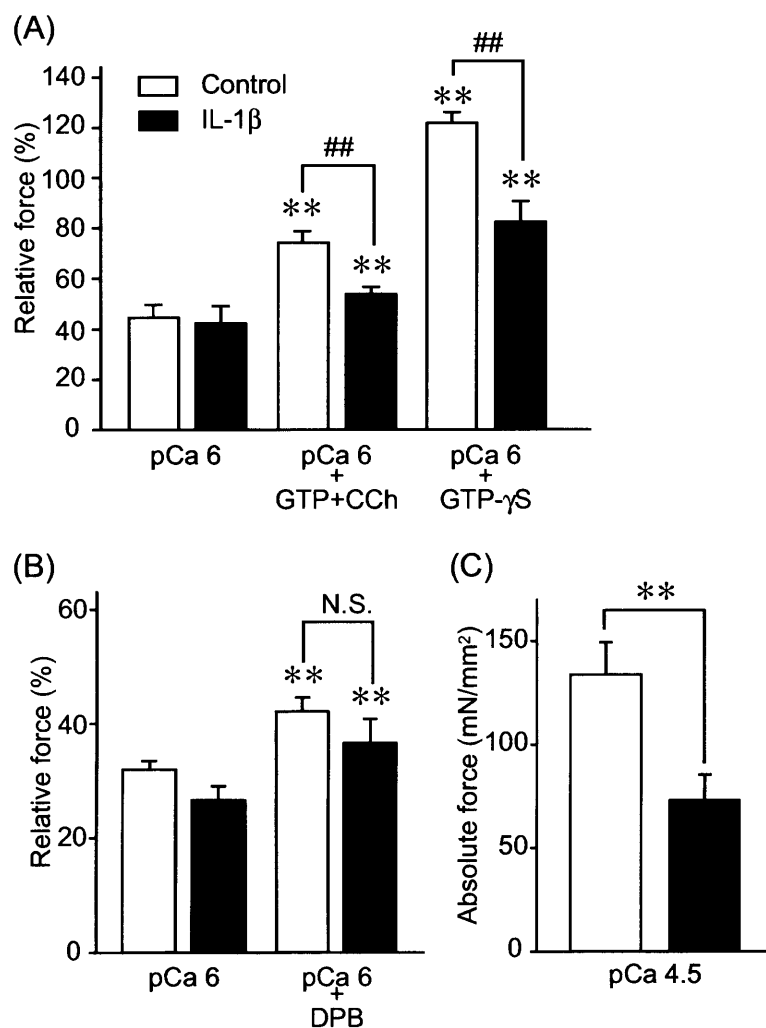 (A)
140
120
100
80
60
40
20
0
Relative force (%)
Control
IL-1β
##
##
**
**
**
**
pCa 6
pCa 6
+
GTP+CCh
pCa 6
+
GTP-γS
(B)
60
40
20
0
Relative force (%)
N.S.
**
**
pCa 6
pCa 6
+
DPB
(C)
150
100
50
0
Absolute force (mN/mm²)
**
pCa 4.5